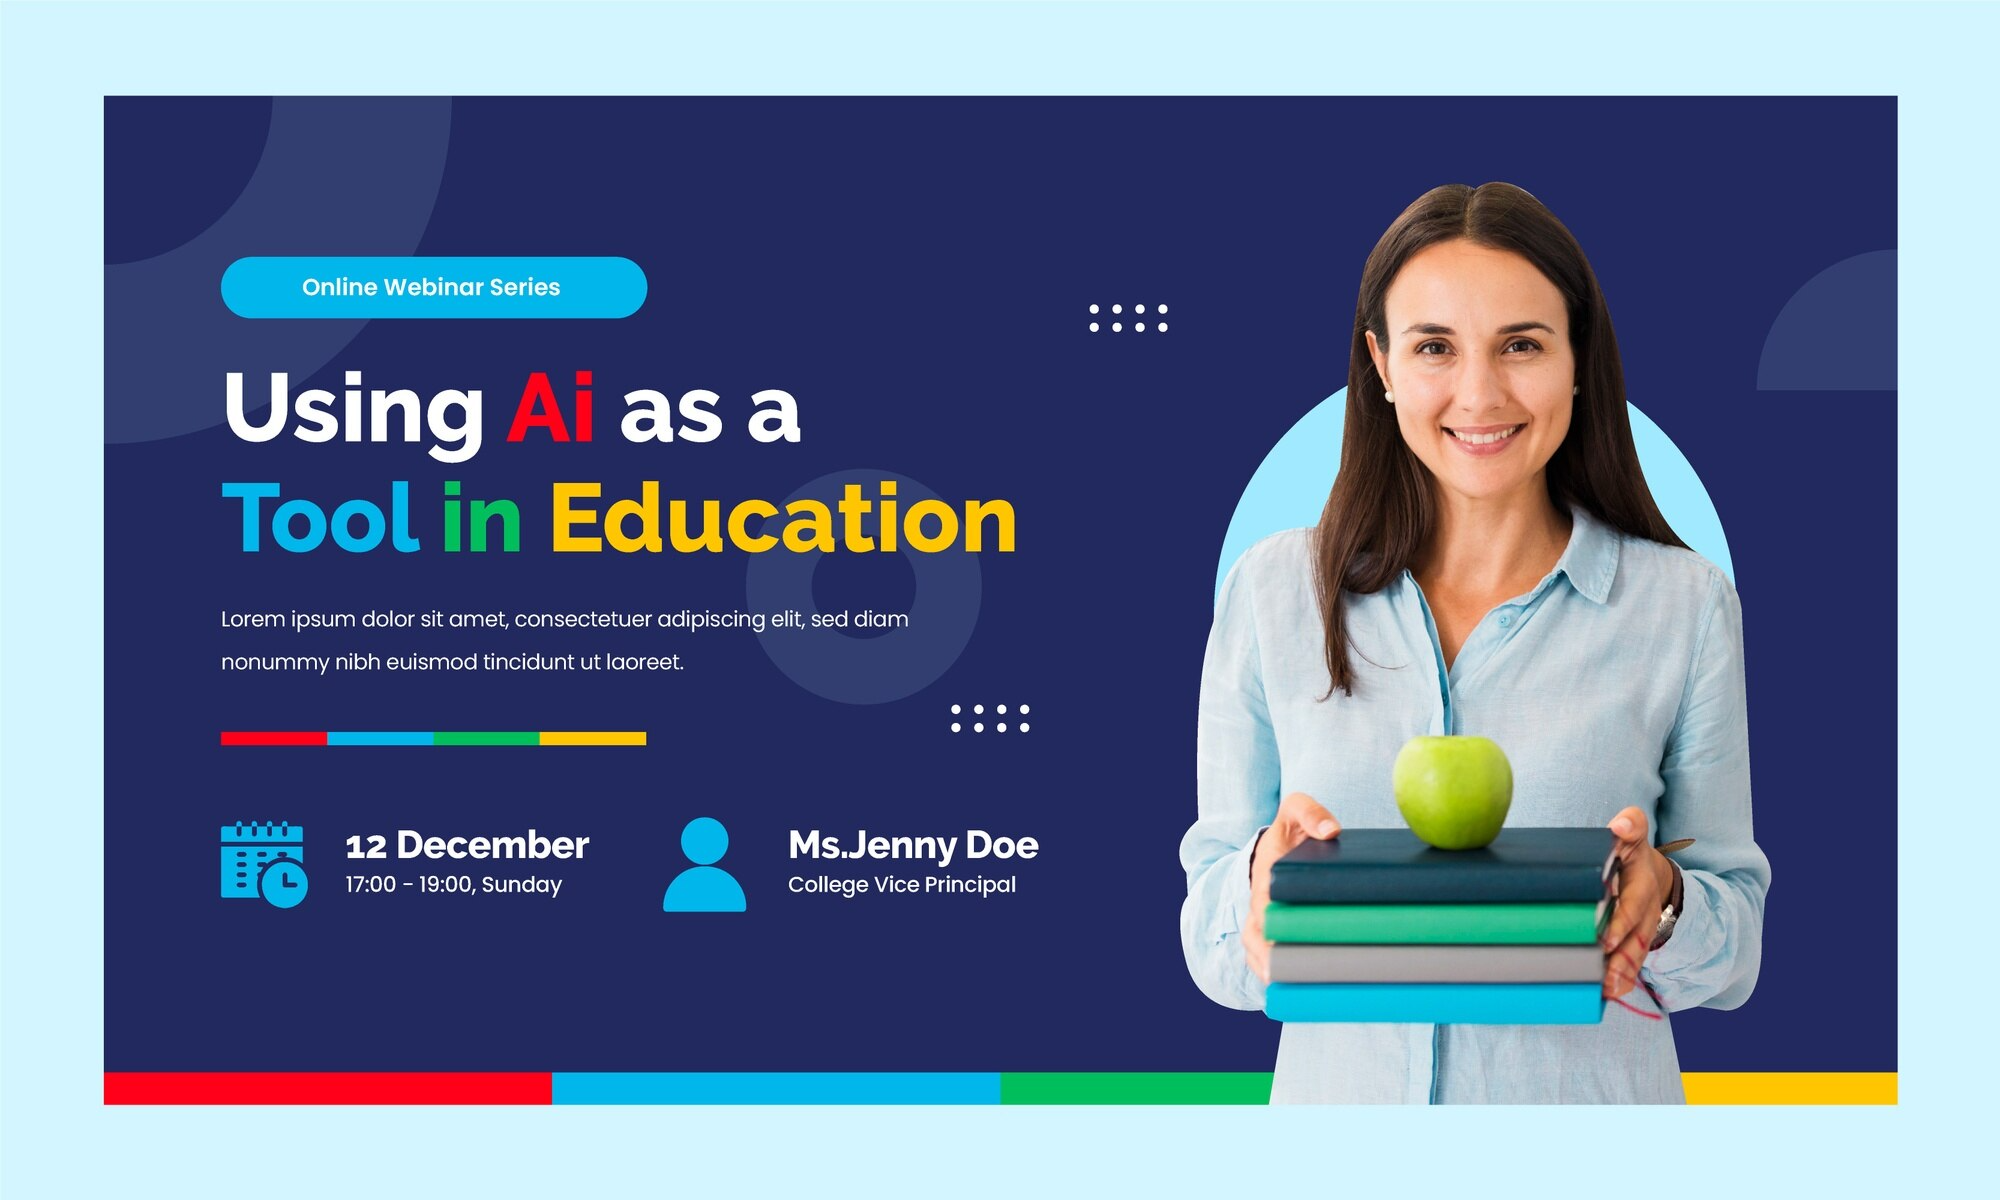 Online Webinar Series
Using Ai as a
Tool in Education
Lorem ipsum dolor sit amet, consectetuer adipiscing elit, sed diam
nonummy nibh euismod tincidunt ut laoreet.
12 December
17:00 - 19:00, Sunday
Ms.Jenny Doe
College Vice Principal